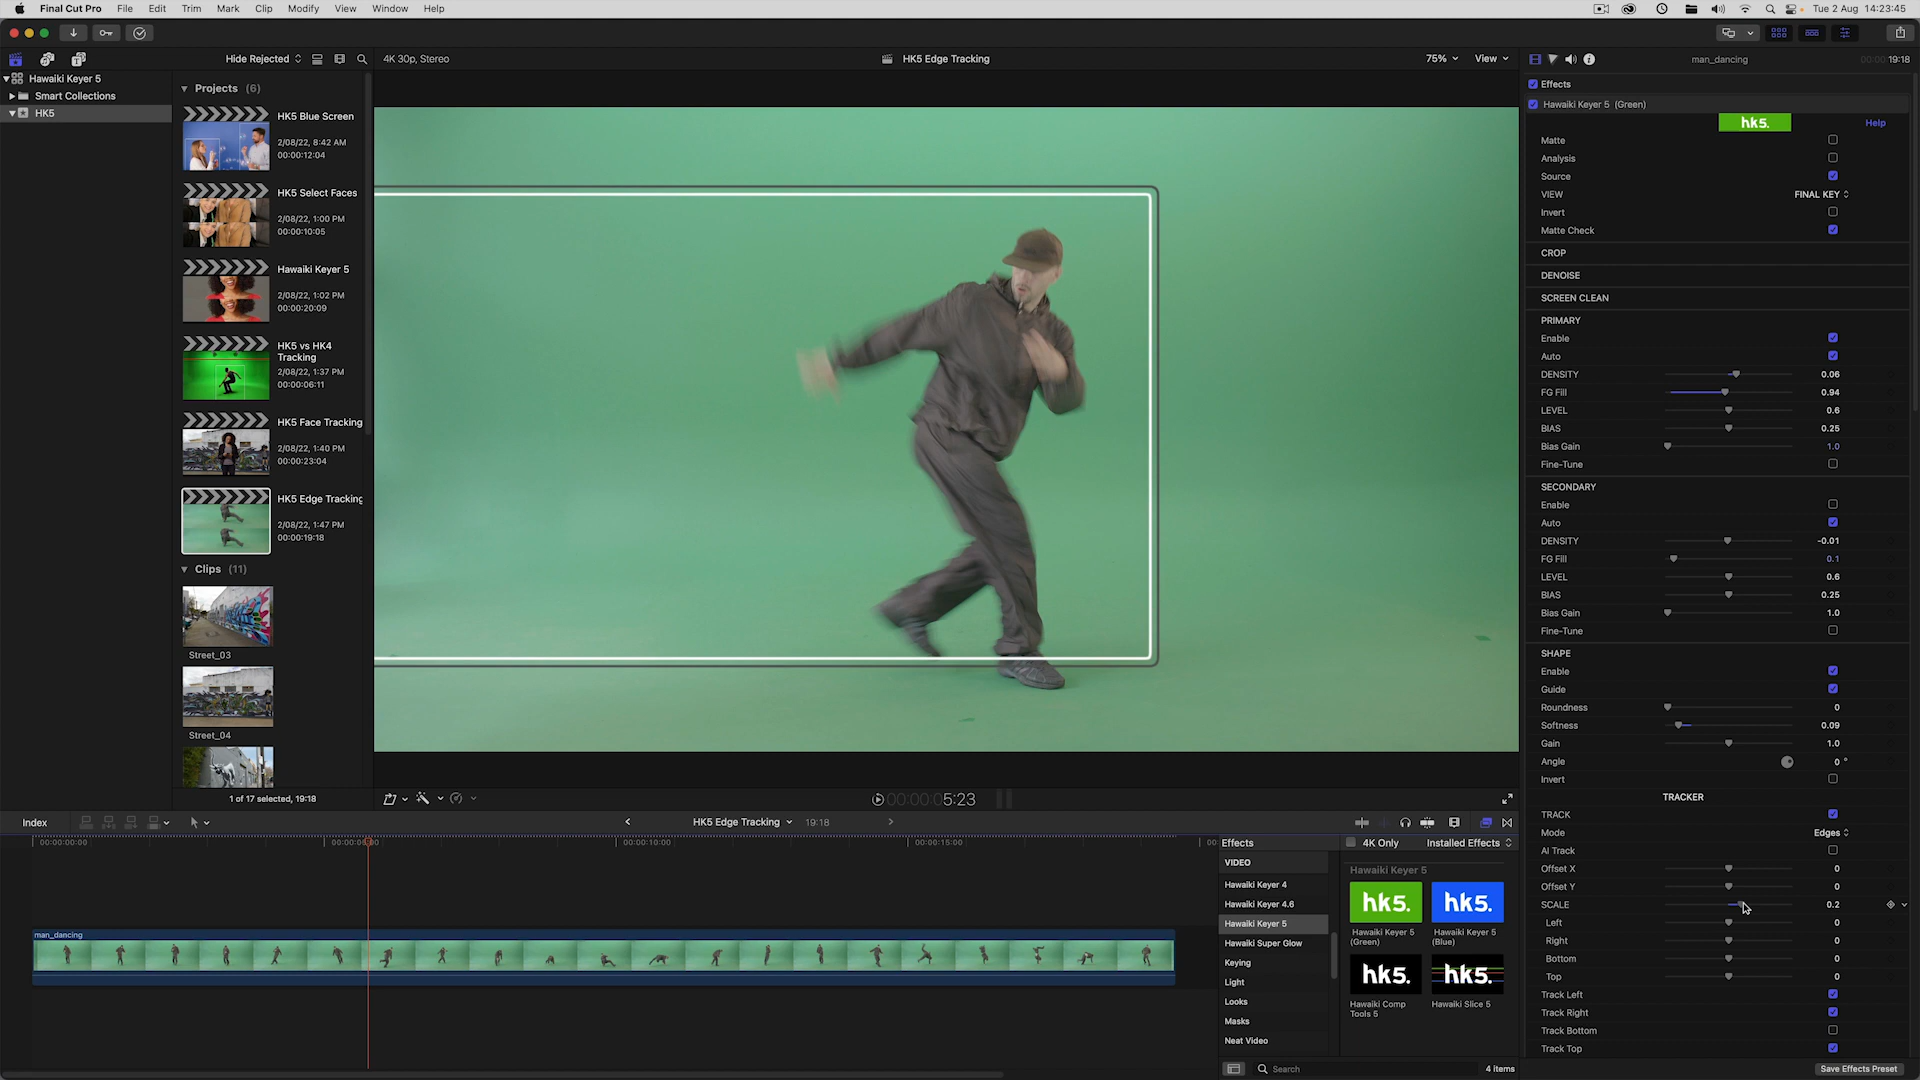 Final Cut Pro File Edit Trim Mark Clip Modify View Window Help Tue 2 Aug 14:23:45
Hide Rejected 4K 30p, Stereo HK5 Edge Tracking 75% View man_dancing 19:18
Hawaiki Keyer 5
Smart Collections
HK5
Projects (6)
HK5 Blue Screen
2/08/22, 8:42 AM
00:00:12:04
HK5 Select Faces
2/08/22, 1:00 PM
00:00:10:05
Hawaiki Keyer 5
2/08/22, 1:02 PM
00:00:20:09
HK5 vs HK4
Tracking
2/08/22, 1:37 PM
00:00:06:11
HK5 Face Tracking
2/08/22, 1:40 PM
00:00:23:04
HK5 Edge Tracking
2/08/22, 1:47 PM
00:00:19:18
Clips (11)
Street_03
Street_04
1 of 17 selected, 19:18
00:00:00:05:23
Effects
Hawaiki Keyer 5 (Green)
hk5. Help
Matte
Analysis
Source
VIEW FINAL KEY
Invert
Matte Check
CROP
DENOISE
SCREEN CLEAN
PRIMARY
Enable
Auto
DENSITY 0.06
FG Fill 0.94
LEVEL 0.6
BIAS 0.25
Bias Gain 1.0
Fine-Tune
SECONDARY
Enable
Auto
DENSITY -0.01
FG Fill 0.1
LEVEL 0.6
BIAS 0.25
Bias Gain 1.0
Fine-Tune
SHAPE
Enable
Guide
Roundness 0
Softness 0.09
Gain 1.0
Angle 0 °
Invert
TRACKER
TRACK
Mode Edges
AI Track
Offset X 0
Offset Y 0
SCALE 0.2
Left 0
Right 0
Bottom 0
Top 0
Track Left
Track Right
Track Bottom
Track Top
Save Effects Preset
Index HK5 Edge Tracking 19:18
00:00:00:00 00:00:10:00 00:00:15:00
man_dancing
Effects 4K Only Installed Effects
VIDEO
Hawaiki Keyer 4
Hawaiki Keyer 4.6
Hawaiki Keyer 5
Hawaiki Super Glow
Keying
Light
Looks
Masks
Neat Video
Hawaiki Keyer 5
hk5. hk5.
Hawaiki Keyer 5 Hawaiki Keyer 5
(Green) (Blue)
hk5. hk5.
Hawaiki Comp Hawaiki Slice 5
Tools 5
Search 4 items